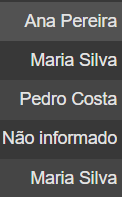 Ana Pereira
Maria Silva
Pedro Costa
Não informado
Maria Silva